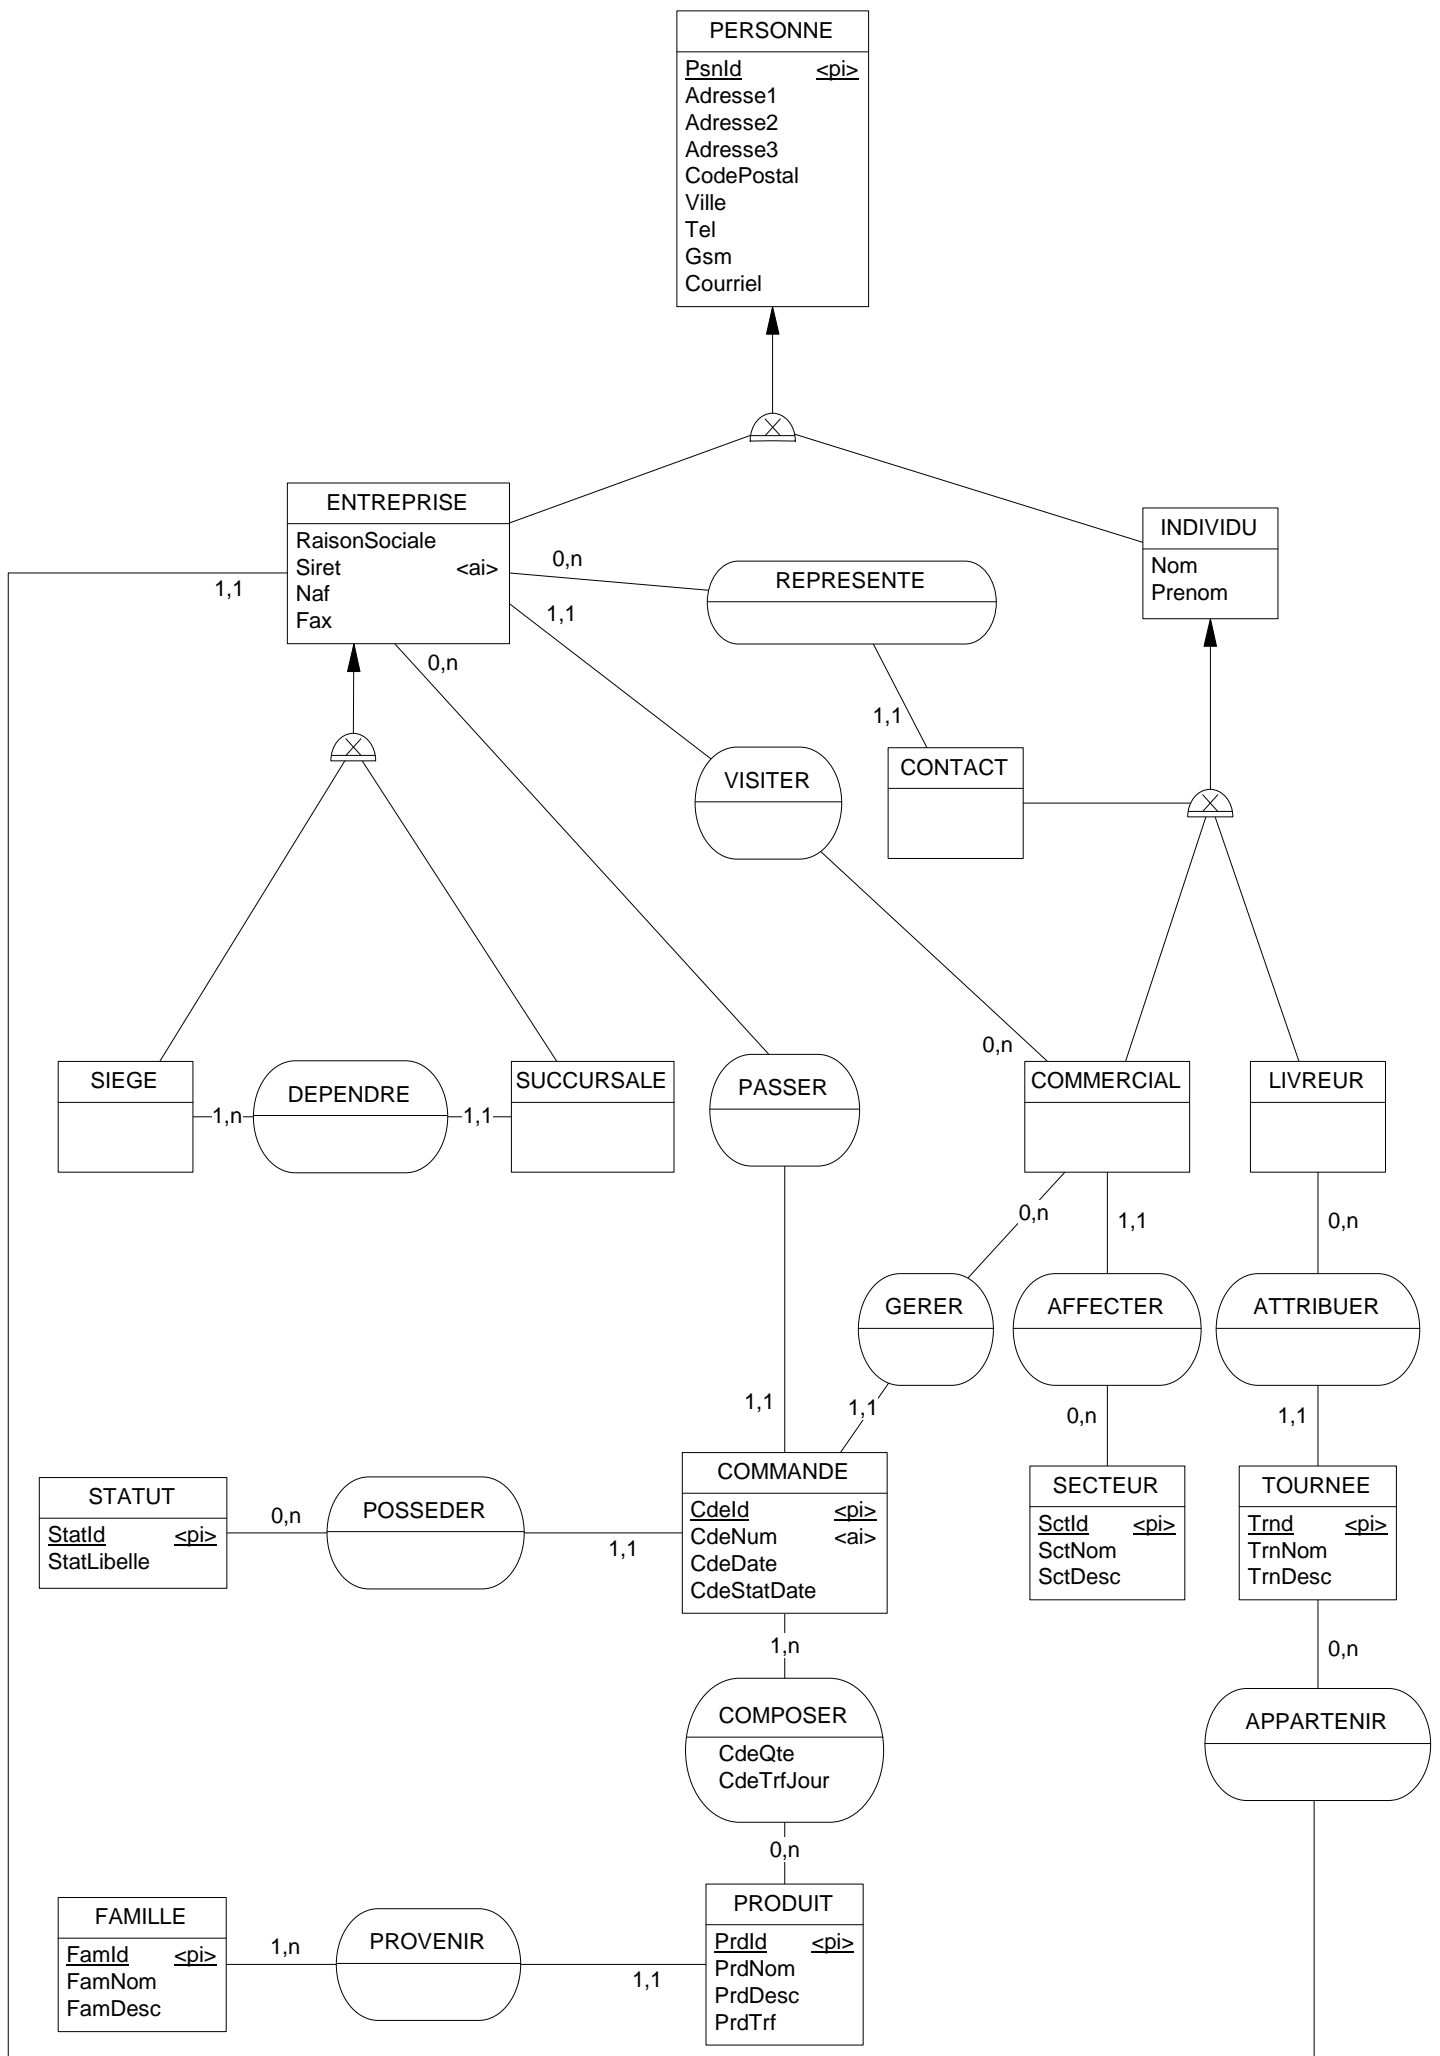 PERSONNE
PsnId <pi>
Adresse1
Adresse2
Adresse3
CodePostal
Ville
Tel
Gsm
Courriel
X
ENTREPRISE
RaisonSociale
Siret <ai>
Naf
Fax
INDIVIDU
Nom
Prenom
1,1
0,n
REPRESENTE
1,1
0,n
1,1
X
VISITER
CONTACT
X
0,n
SIEGE
1,n
DEPENDRE
1,1
SUCCURSALE
PASSER
COMMERCIAL
LIVREUR
0,n
1,1
0,n
GERER
AFFECTER
ATTRIBUER
1,1
1,1
0,n
1,1
STATUT
StatId <pi>
StatLibelle
0,n
POSSEDER
1,1
COMMANDE
CdeId <pi>
CdeNum <ai>
CdeDate
CdeStatDate
SECTEUR
SctId <pi>
SctNom
SctDesc
TOURNEE
Trnd <pi>
TrnNom
TrnDesc
1,n
0,n
COMPOSER
CdeQte
CdeTrfJour
APPARTENIR
0,n
FAMILLE
FamId <pi>
FamNom
FamDesc
1,n
PROVENIR
1,1
PRODUIT
PrdId <pi>
PrdNom
PrdDesc
PrdTrf